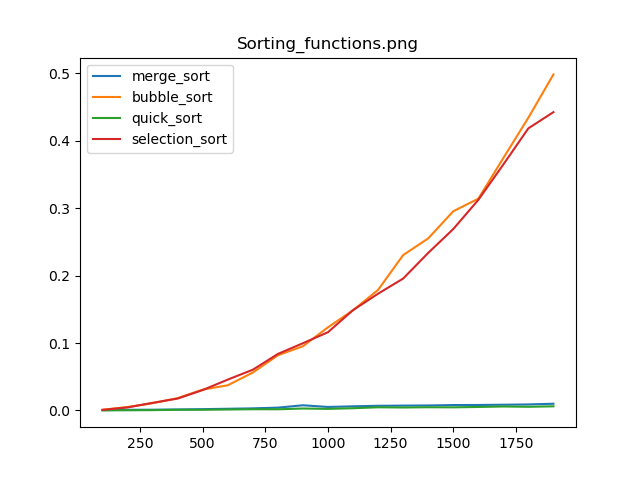 Sorting_functions.png
merge_sort
bubble_sort
quick_sort
selection_sort
0.5
0.4
0.3
0.2
0.1
0.0
250 500 750 1000 1250 1500 1750